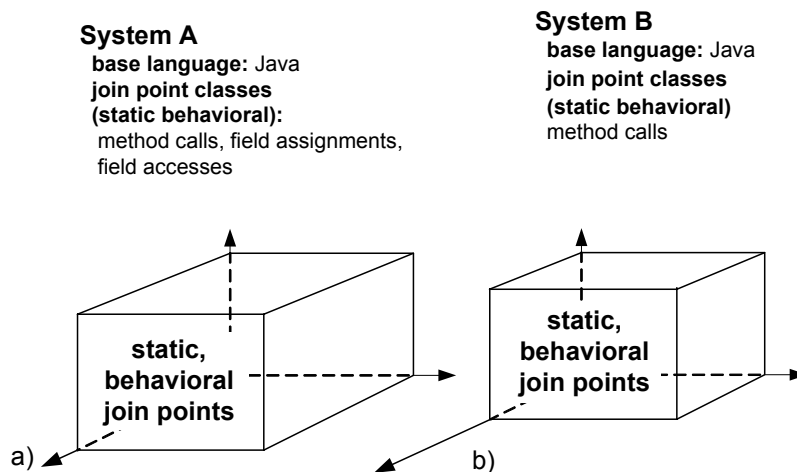 System A
base language: Java
join point classes
(static behavioral):
method calls, field assignments,
field accesses
System B
base language: Java
join point classes
(static behavioral)
method calls
static,
behavioral
join points
a)
static,
behavioral
join points
b)